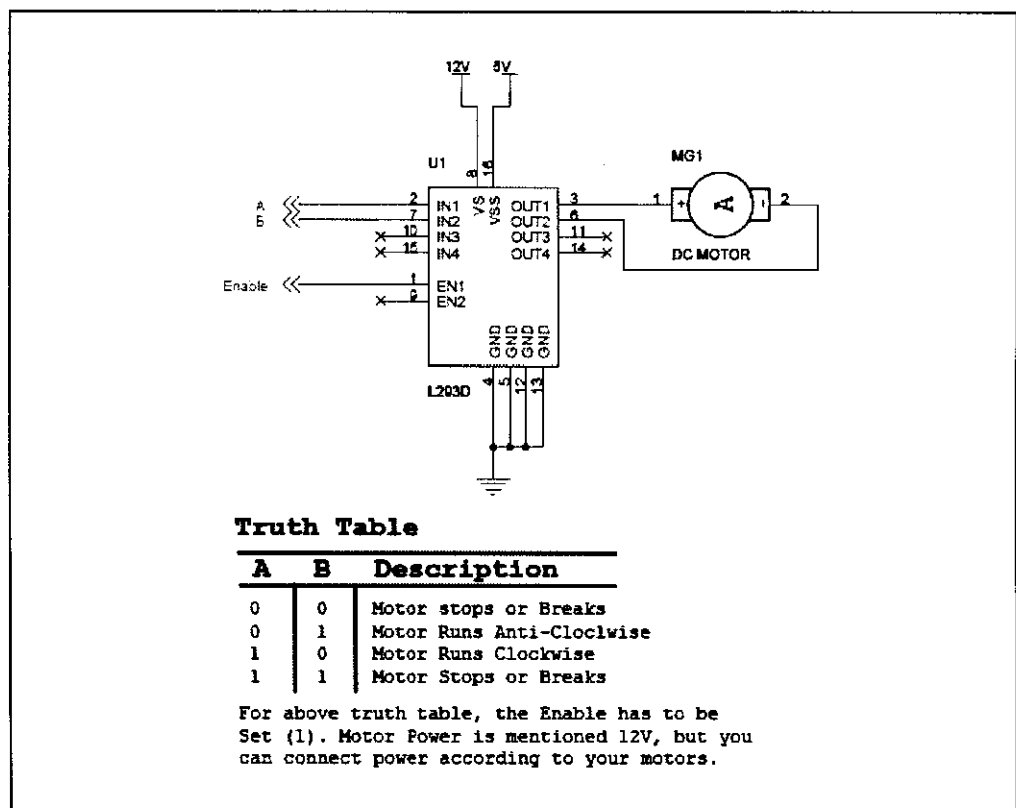 12V 5V
U1
MG1
8 16
VS VSS
A 2 IN1 OUT1 3 1 + A - 2
B 7 IN2 OUT2 6
10 IN3 OUT3 11
15 IN4 OUT4 14
DC MOTOR
Enable 1 EN1
9 EN2
GND GND GND GND
L293D
4 5 12 13
Truth Table
A B Description
0 0 Motor stops or Breaks
0 1 Motor Runs Anti-Cloclwise
1 0 Motor Runs Clockwise
1 1 Motor Stops or Breaks
For above truth table, the Enable has to be
Set (1). Motor Power is mentioned 12V, but you
can connect power according to your motors.